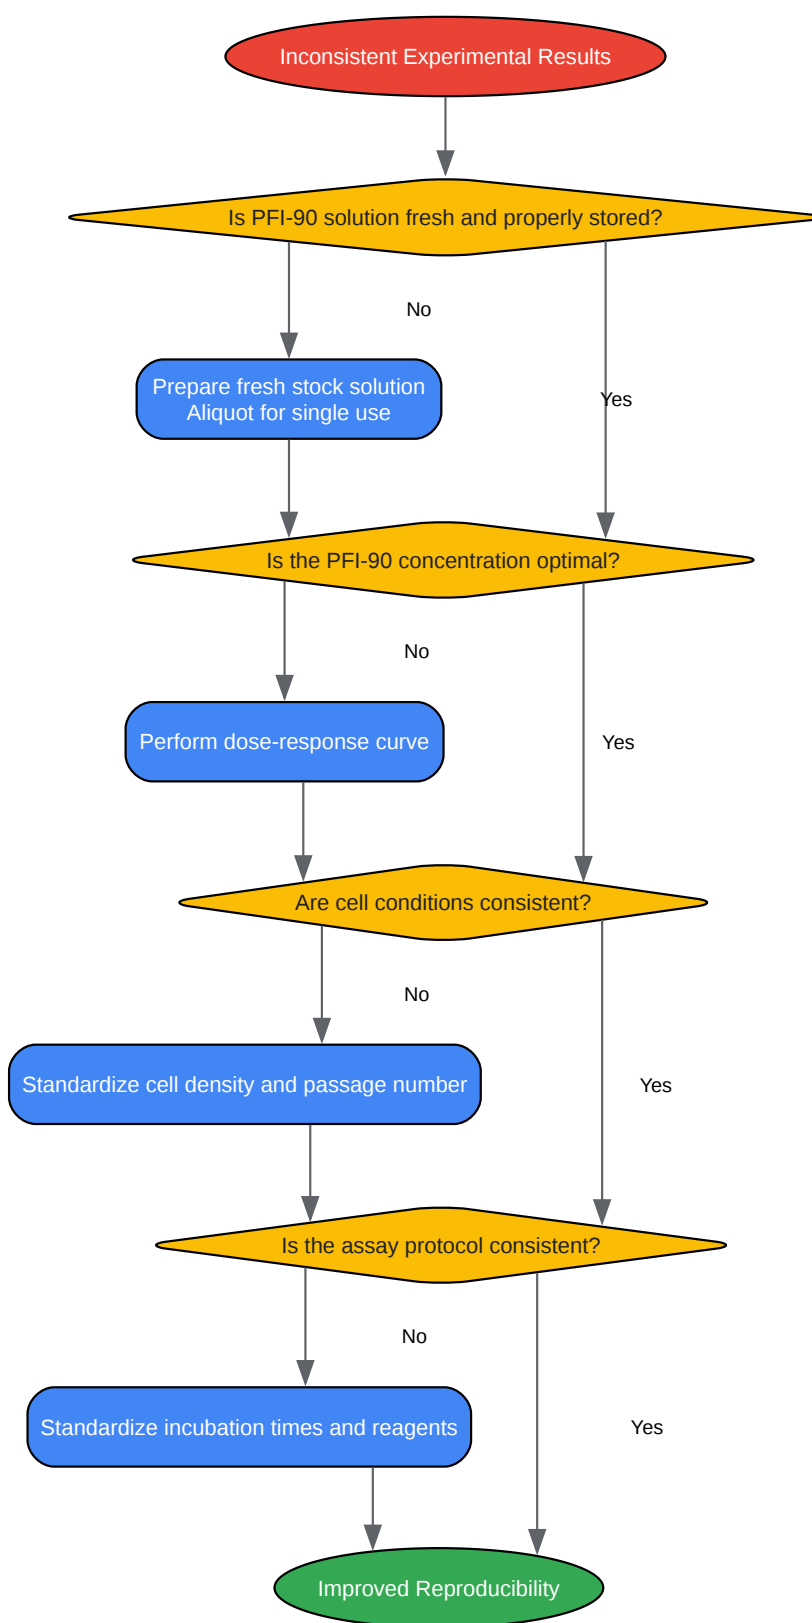 Inconsistent Experimental Results
Is PFI-90 solution fresh and properly stored?
No
Prepare fresh stock solution
Aliquot for single use
Yes
Is the PFI-90 concentration optimal?
No
Perform dose-response curve
Yes
Are cell conditions consistent?
No
Standardize cell density and passage number
Yes
Is the assay protocol consistent?
No
Standardize incubation times and reagents
Yes
Improved Reproducibility